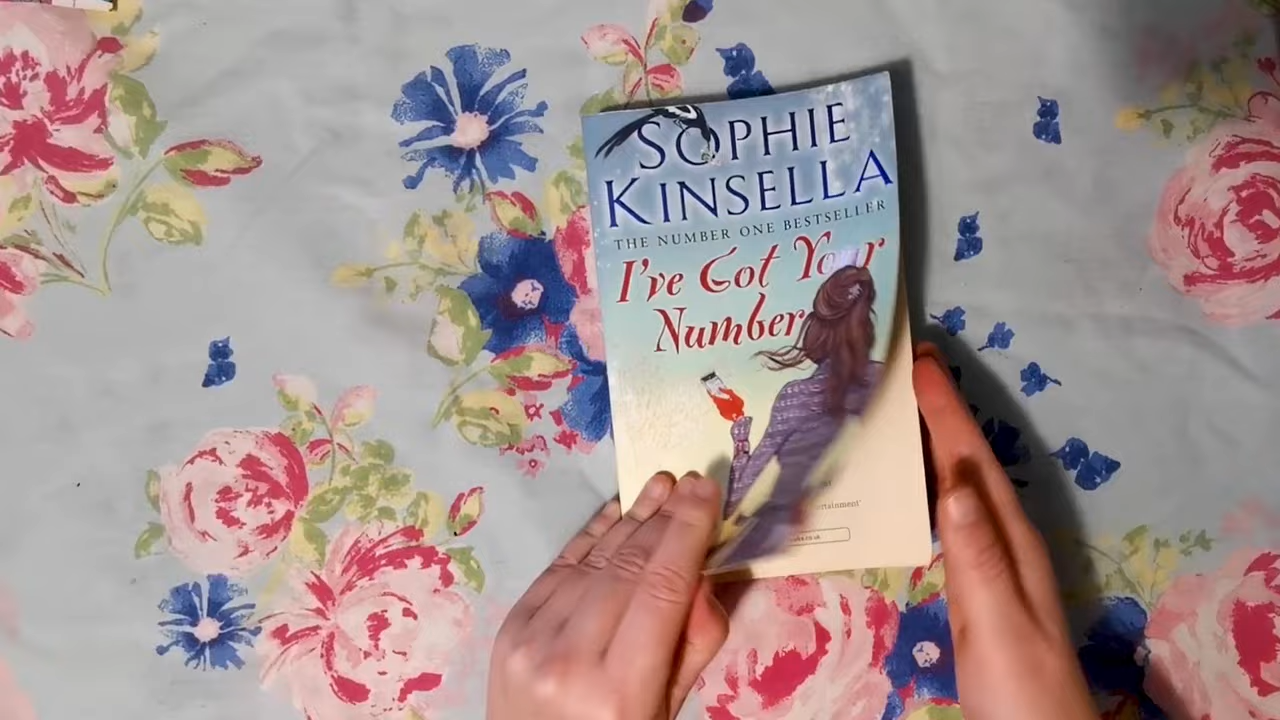 SOPHIE
KINSELLA
THE NUMBER ONE BESTSELLER
I've Got Your
Number